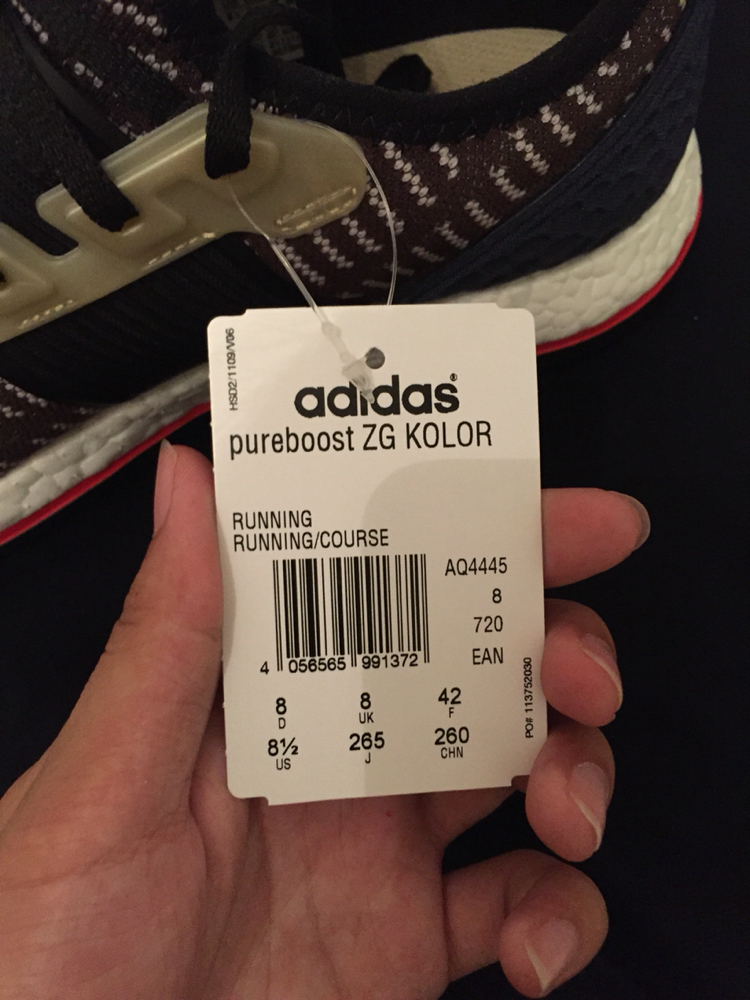 HSD2/1109/V06
adidas®
pureboost ZG KOLOR
RUNNING
RUNNING/COURSE
AQ4445
8
720
EAN
4 056565 991372
8 8 42
D UK F
8½ 265 260
US J CHN
PO# 113752030